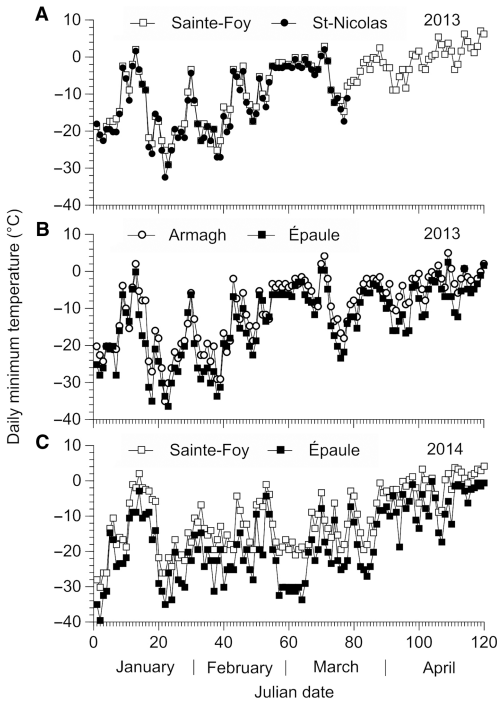 A
Sainte-Foy St-Nicolas 2013
10
0
−10
−20
−30
−40
B
Armagh Épaule 2013
10
0
−10
−20
−30
−40
C
Sainte-Foy Épaule 2014
10
0
−10
−20
−30
−40
Daily minimum temperature (°C)
0 20 40 60 80 100 120
January | February | March | April
Julian date